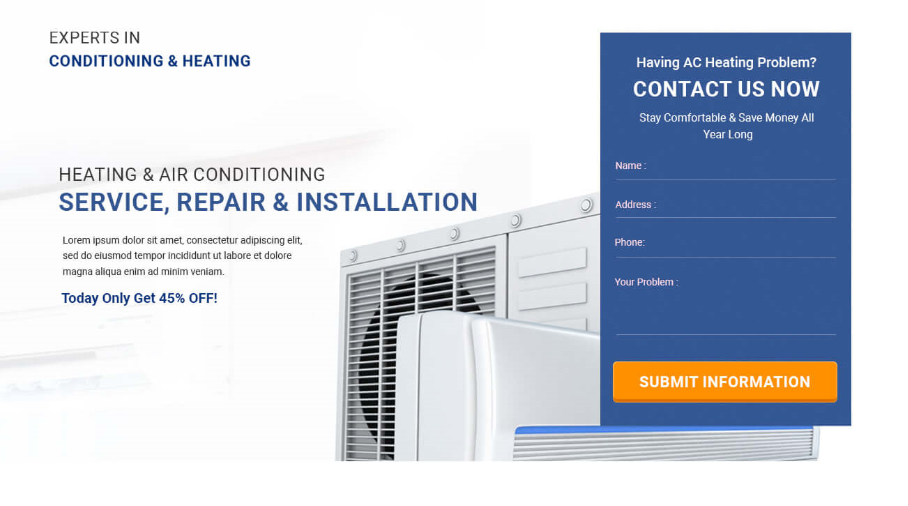 EXPERTS IN
CONDITIONING & HEATING
HEATING & AIR CONDITIONING
SERVICE, REPAIR & INSTALLATION
Lorem ipsum dolor sit amet, consectetur adipiscing elit,
sed do eiusmod tempor incididunt ut labore et dolore
magna aliqua enim ad minim veniam.
Today Only Get 45% OFF!
Having AC Heating Problem?
CONTACT US NOW
Stay Comfortable & Save Money All
Year Long
Name :
Address :
Phone:
Your Problem :
SUBMIT INFORMATION